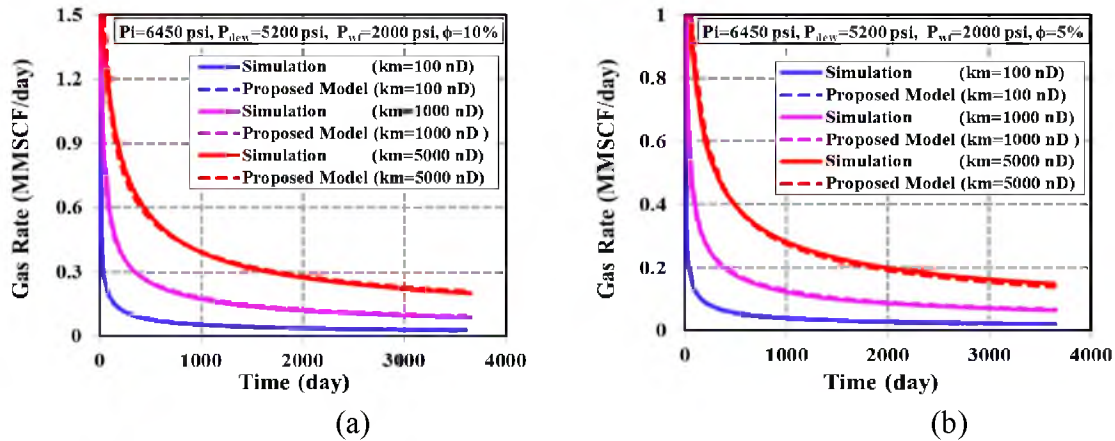 Pi=6450 psi, Pdew=5200 psi, Pwf=2000 psi, ϕ=10%
Simulation (km=100 nD)
Proposed Model (km=100 nD)
Simulation (km=1000 nD)
Proposed Model (km=1000 nD )
Simulation (km=5000 nD)
Proposed Model (km=5000 nD)
Gas Rate (MMSCF/day)
1.5
1.2
0.9
0.6
0.3
0
0 1000 2000 3000 4000
Time (day)
(a)
Pi=6450 psi, Pdew=5200 psi, Pwf=2000 psi, ϕ=5%
Simulation (km=100 nD)
Proposed Model (km=100 nD)
Simulation (km=1000 nD)
Proposed Model (km=1000 nD )
Simulation (km=5000 nD)
Proposed Model (km=5000 nD)
Gas Rate (MMSCF/day)
1
0.8
0.6
0.4
0.2
0
0 1000 2000 3000 4000
Time (day)
(b)